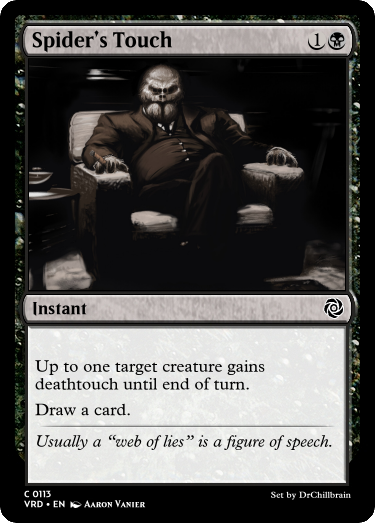 Spider's Touch 1
Instant
Up to one target creature gains
deathtouch until end of turn.
Draw a card.
Usually a “web of lies” is a figure of speech.
C 0113
VRD • EN Aaron Vanier
Set by DrChillbrain